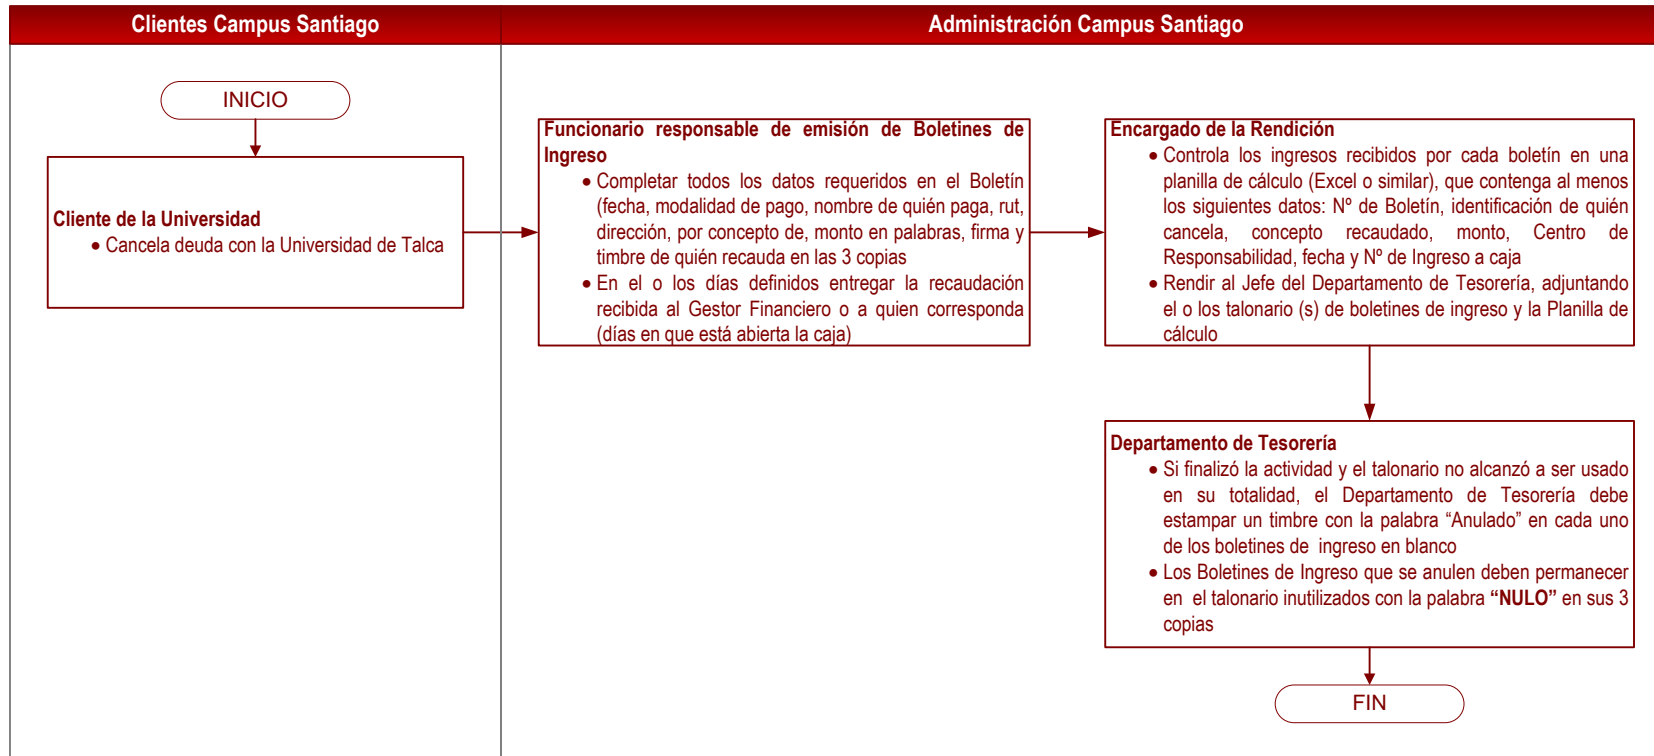 Clientes Campus Santiago
Administración Campus Santiago
INICIO
Cliente de la Universidad
• Cancela deuda con la Universidad de Talca
Funcionario responsable de emisión de Boletines de
Ingreso
• Completar todos los datos requeridos en el Boletín
(fecha, modalidad de pago, nombre de quién paga, rut,
dirección, por concepto de, monto en palabras, firma y
timbre de quién recauda en las 3 copias
• En el o los días definidos entregar la recaudación
recibida al Gestor Financiero o a quien corresponda
(días en que está abierta la caja)
Encargado de la Rendición
• Controla los ingresos recibidos por cada boletín en una
planilla de cálculo (Excel o similar), que contenga al menos
los siguientes datos: Nº de Boletín, identificación de quién
cancela, concepto recaudado, monto, Centro de
Responsabilidad, fecha y Nº de Ingreso a caja
• Rendir al Jefe del Departamento de Tesorería, adjuntando
el o los talonario (s) de boletines de ingreso y la Planilla de
cálculo
Departamento de Tesorería
• Si finalizó la actividad y el talonario no alcanzó a ser usado
en su totalidad, el Departamento de Tesorería debe
estampar un timbre con la palabra “Anulado” en cada uno
de los boletines de ingreso en blanco
• Los Boletines de Ingreso que se anulen deben permanecer
en el talonario inutilizados con la palabra “NULO” en sus 3
copias
FIN